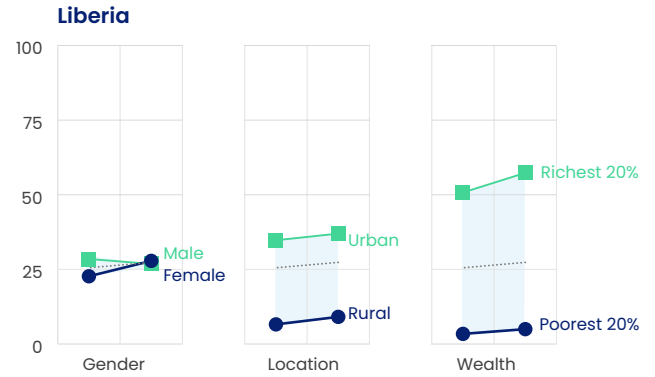 Liberia
100
75
50
25
0
Male
Female
Urban
Rural
Richest 20%
Poorest 20%
Gender
Location
Wealth